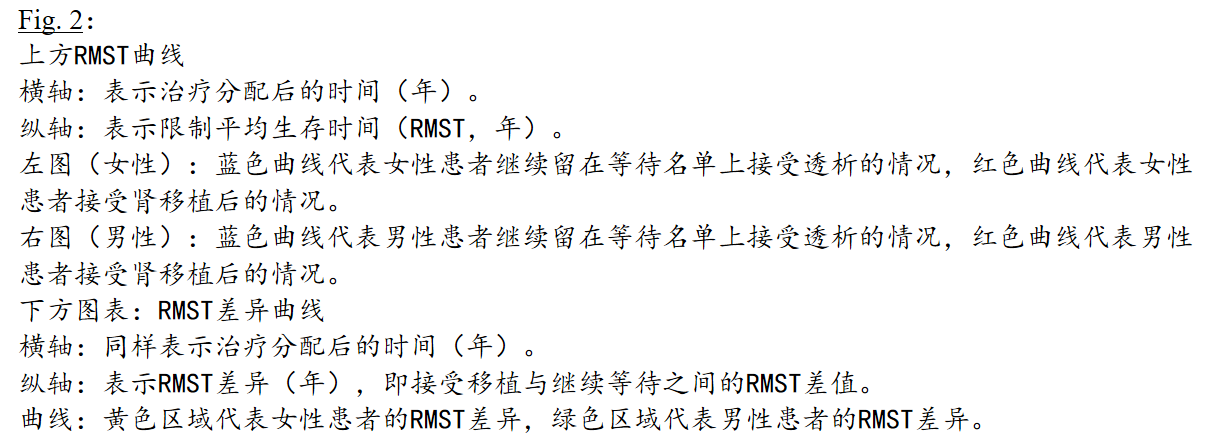 Fig. 2：
上方RMST曲线
横轴：表示治疗分配后的时间（年）。
纵轴：表示限制平均生存时间（RMST，年）。
左图（女性）：蓝色曲线代表女性患者继续留在等待名单上接受透析的情况，红色曲线代表女性
患者接受肾移植后的情况。
右图（男性）：蓝色曲线代表男性患者继续留在等待名单上接受透析的情况，红色曲线代表男性
患者接受肾移植后的情况。
下方图表：RMST差异曲线
横轴：同样表示治疗分配后的时间（年）。
纵轴：表示RMST差异（年），即接受移植与继续等待之间的RMST差值。
曲线：黄色区域代表女性患者的RMST差异，绿色区域代表男性患者的RMST差异。